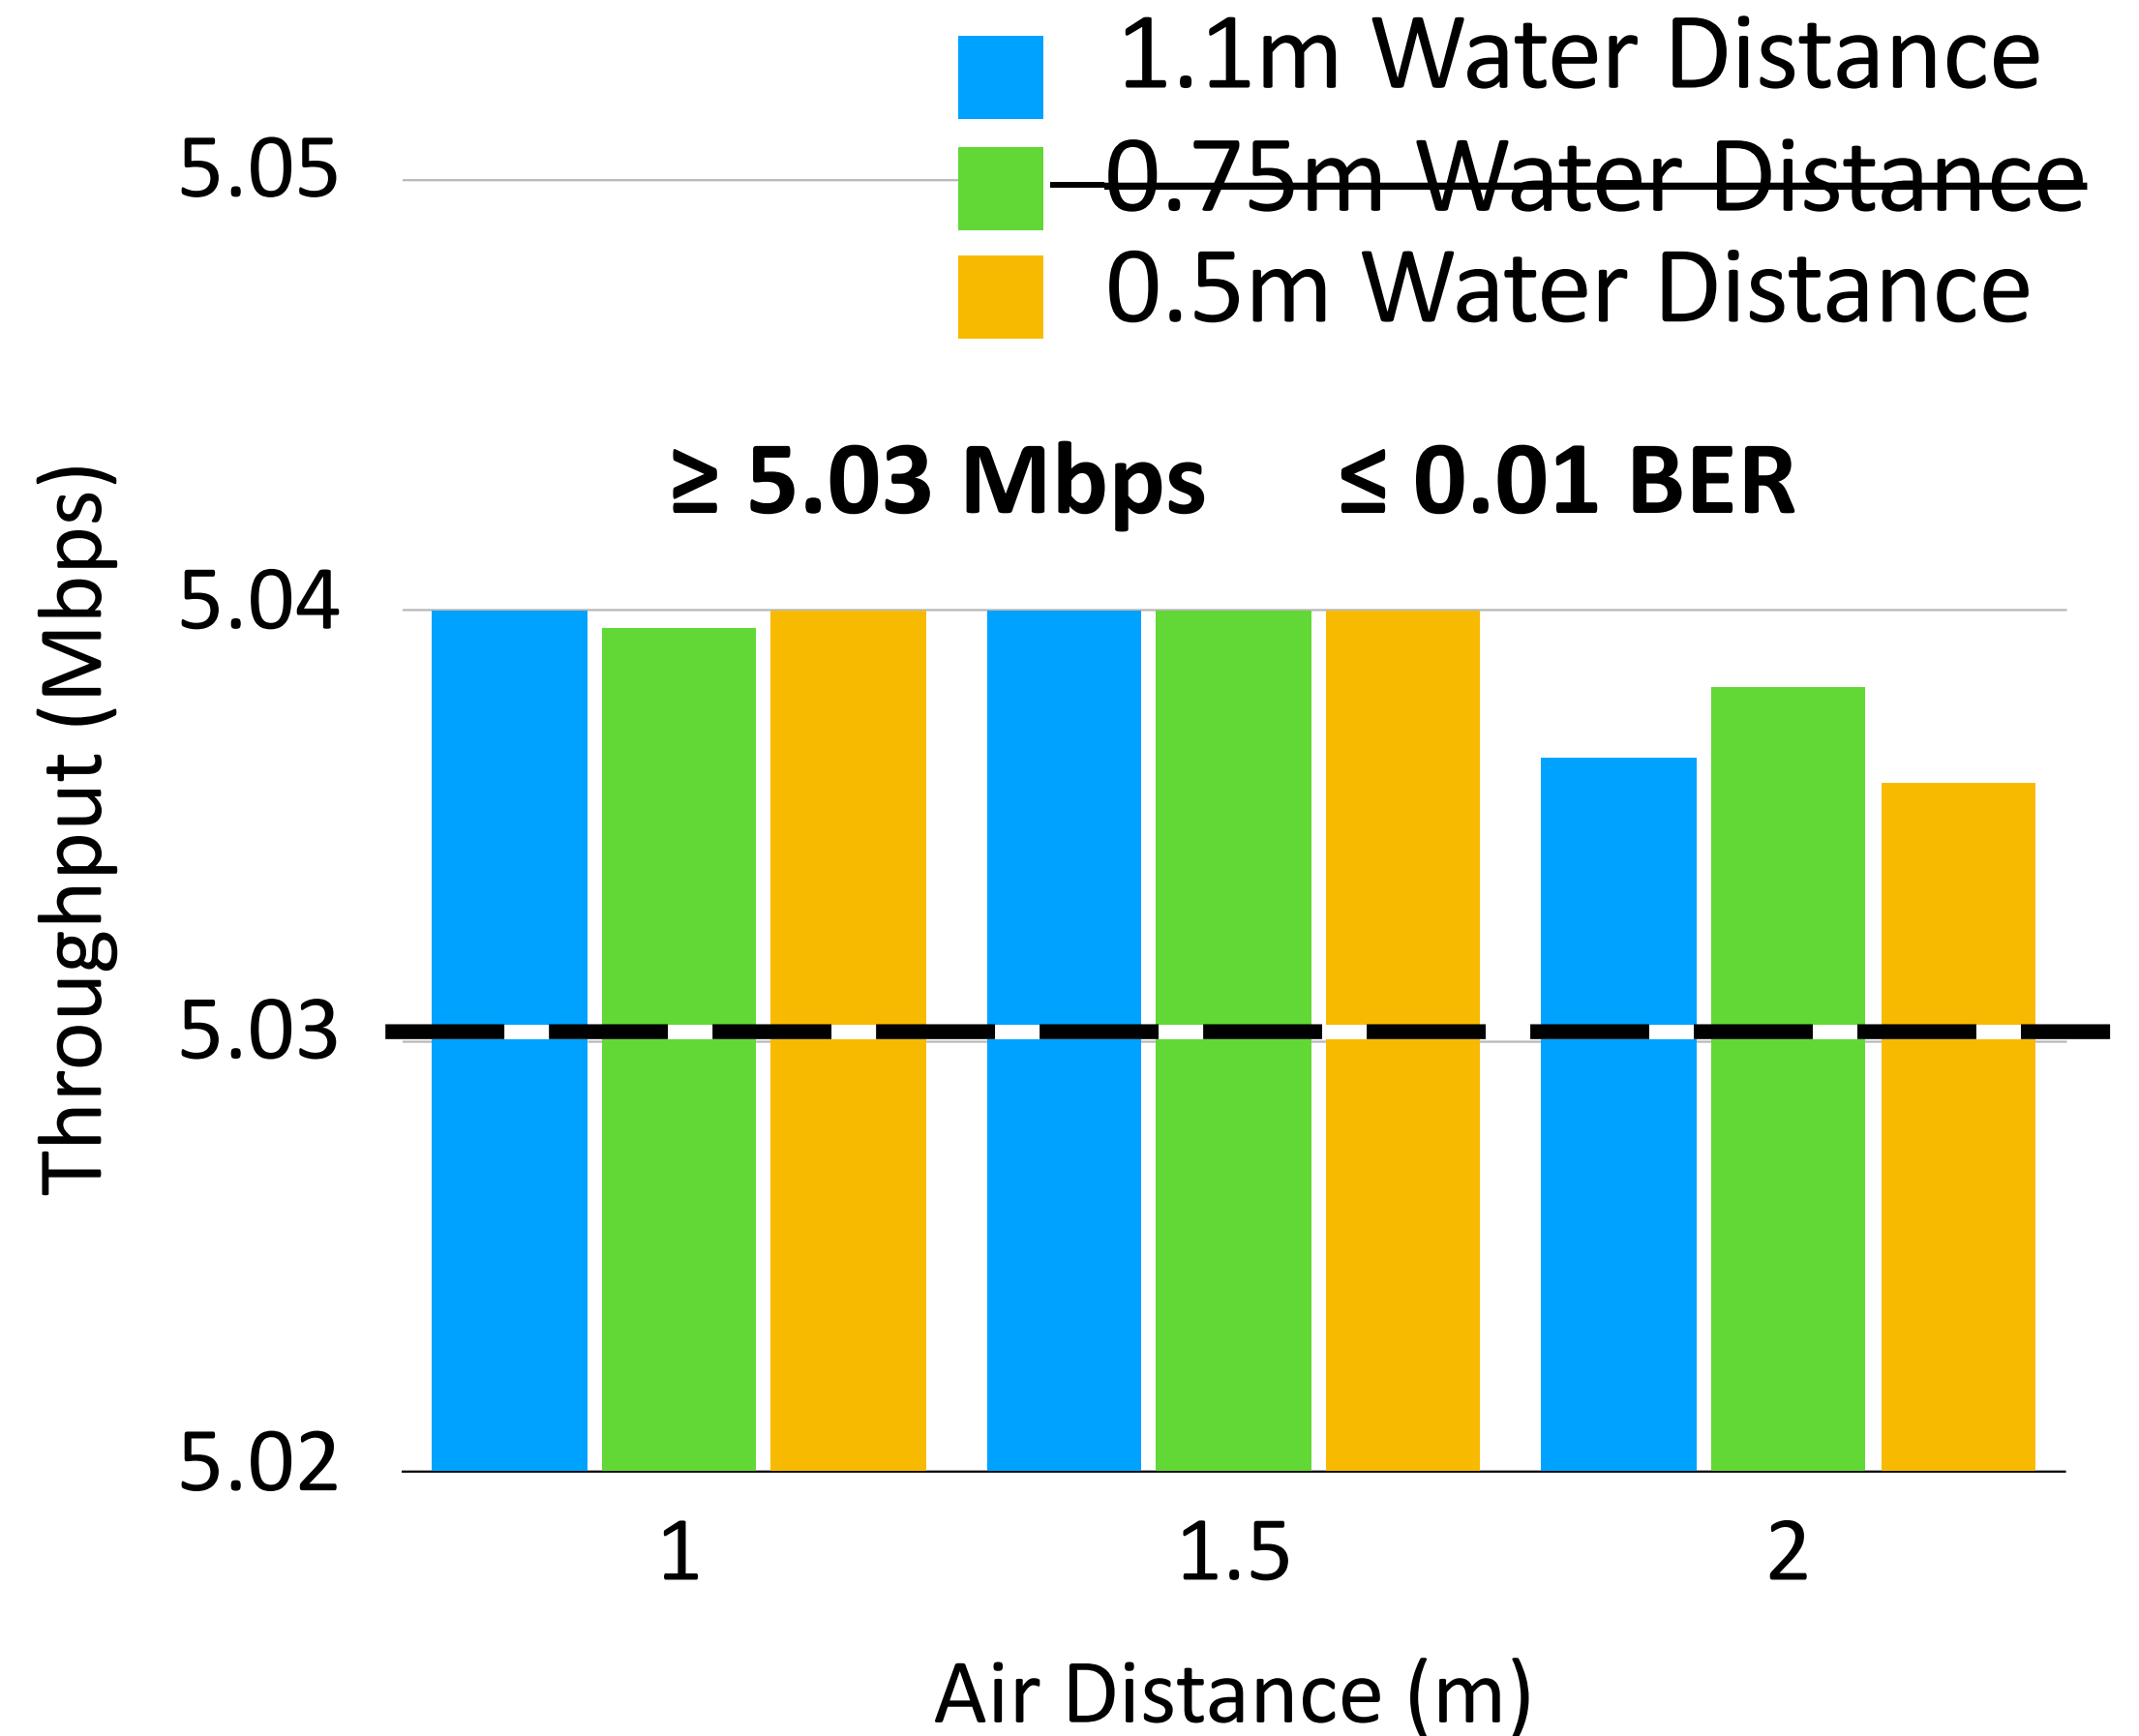 1.1m Water Distance
0.75m Water Distance
0.5m Water Distance
≥ 5.03 Mbps ≤ 0.01 BER
Throughput (Mbps)
5.05
5.04
5.03
5.02
1 1.5 2
Air Distance (m)